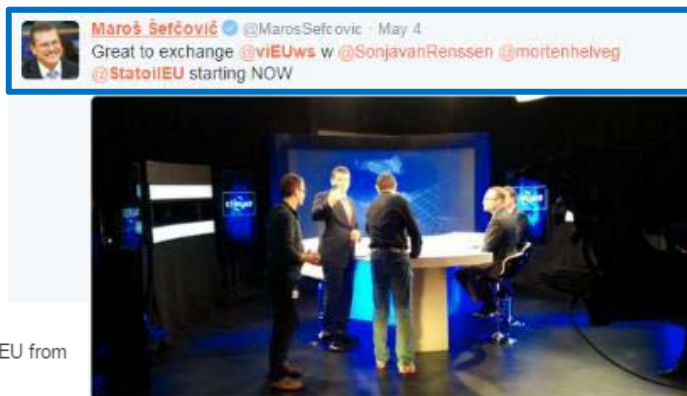 Maroš Šefčovič @MarosSefcovic · May 4
Great to exchange @viEUws w @SonjavanRenssen @mortenhelveg
@StatoilEU starting NOW
EU from